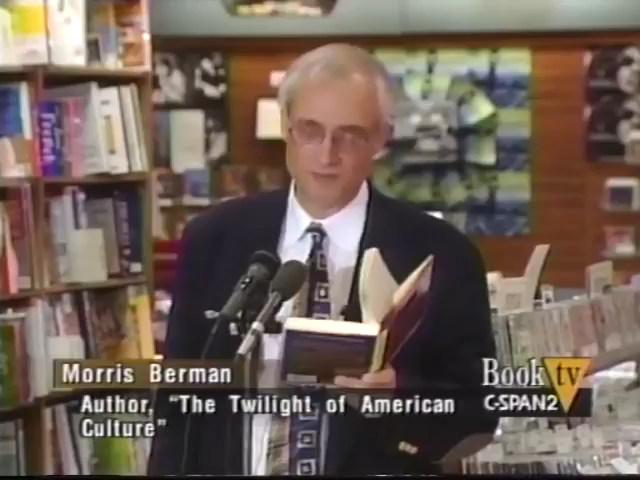 Morris Berman
Author, "The Twilight of American
Culture"
Book tv
C-SPAN2